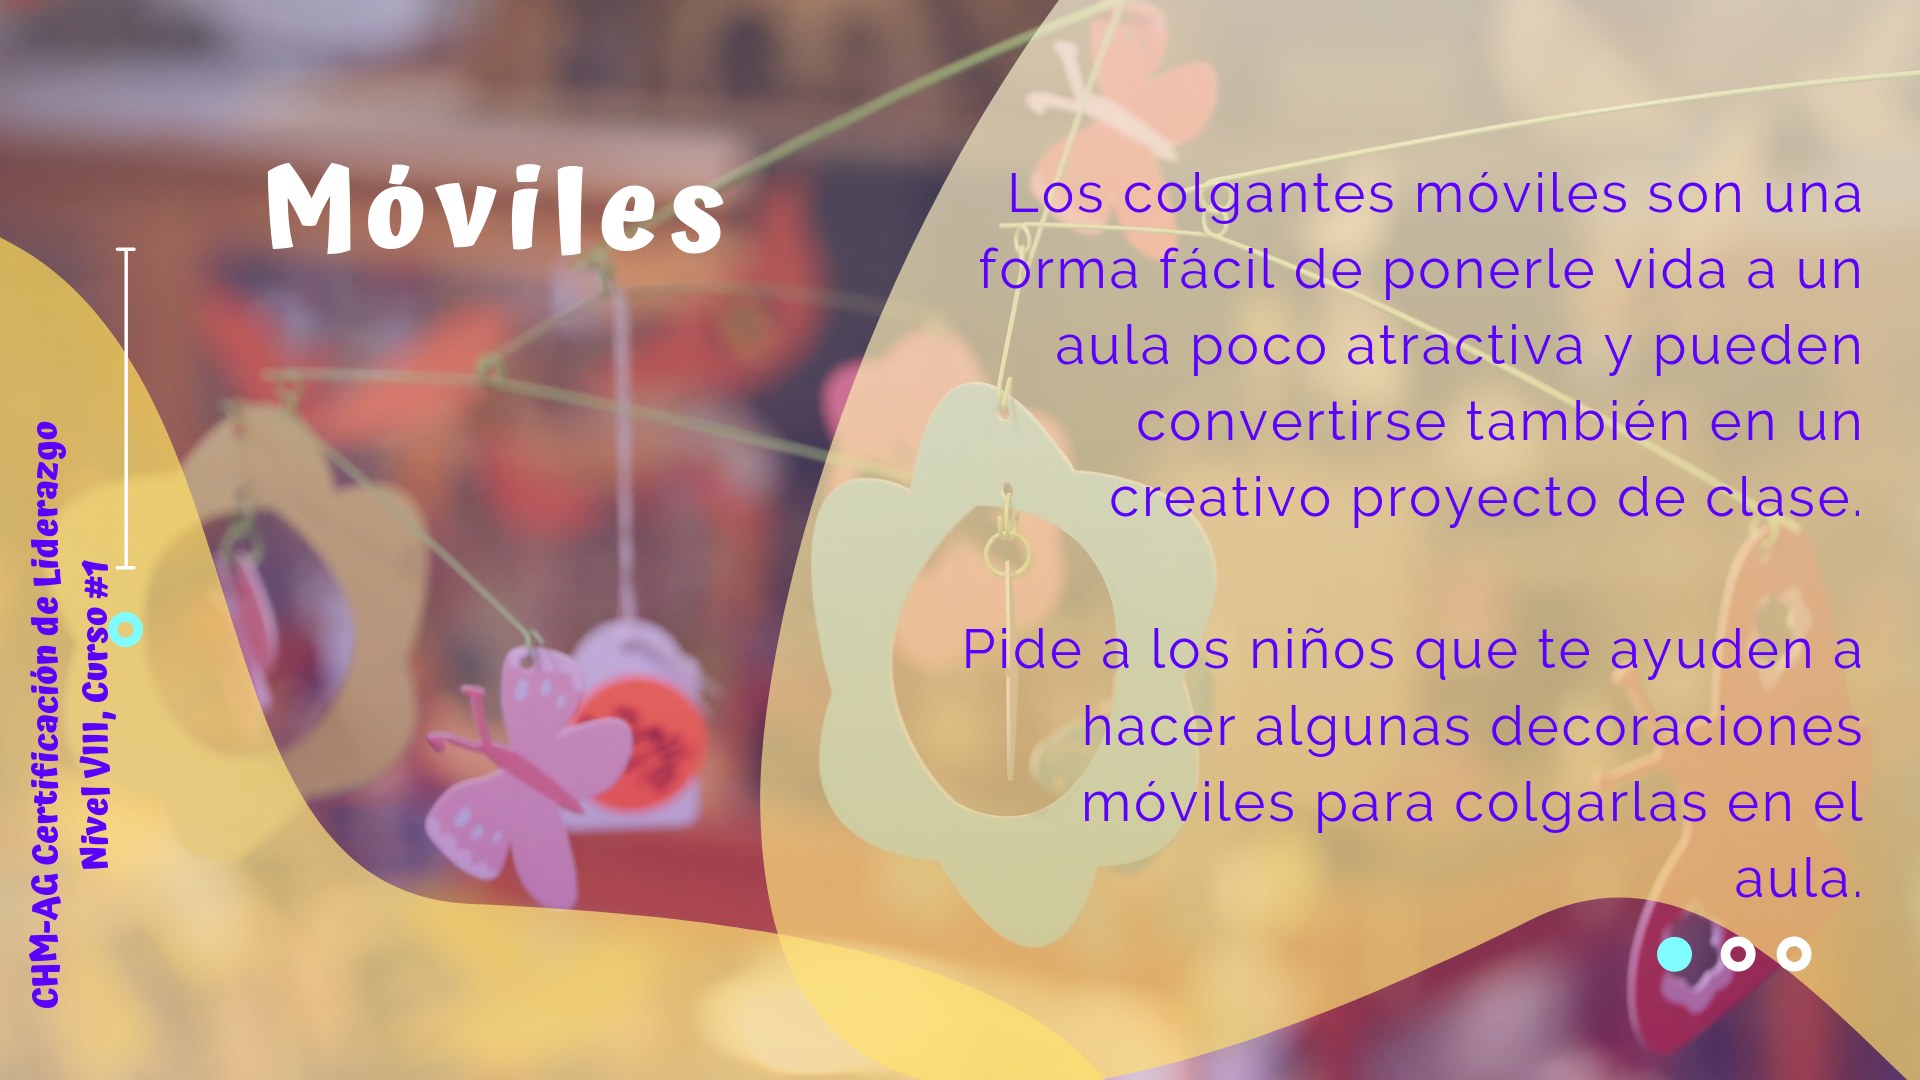 Móviles
Los colgantes móviles son una
forma fácil de ponerle vida a un
aula poco atractiva y pueden
convertirse también en un
creativo proyecto de clase.
Pide a los niños que te ayuden a
hacer algunas decoraciones
móviles para colgarlas en el
aula.
CHM-AG Certificación de Liderazgo
Nivel VIII, Curso #1